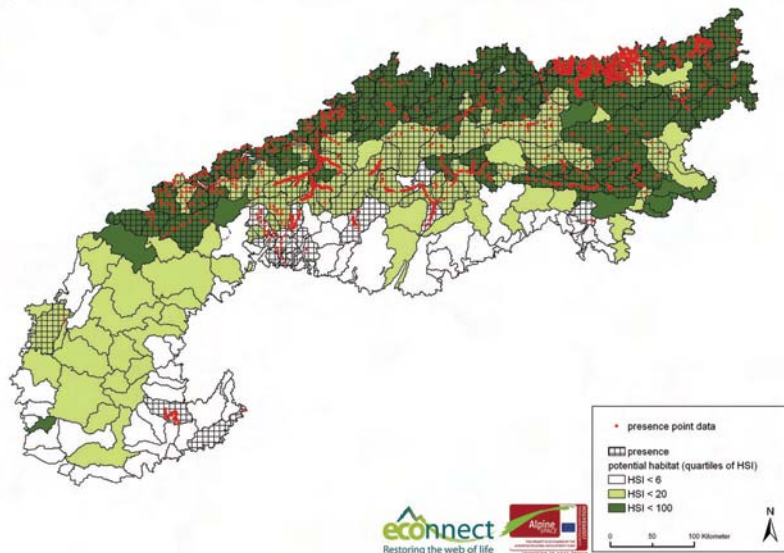 presence point data
presence
potential habitat (quartiles of HSI)
HSI < 6
HSI < 20
HSI < 100
N
0 50 100 Kilometer
econnect
Restoring the web of life
Alpine
SPACE